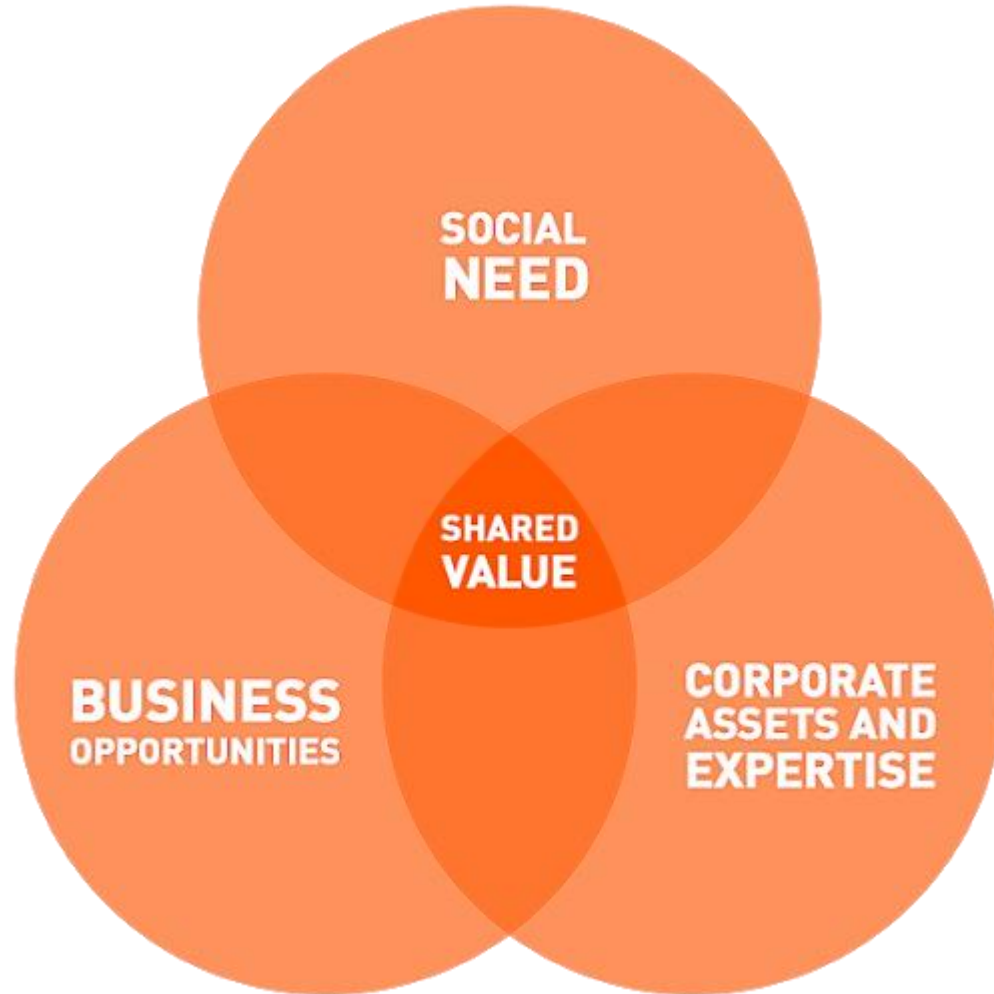 SOCIAL
NEED
SHARED
VALUE
BUSINESS
OPPORTUNITIES
CORPORATE
ASSETS AND
EXPERTISE